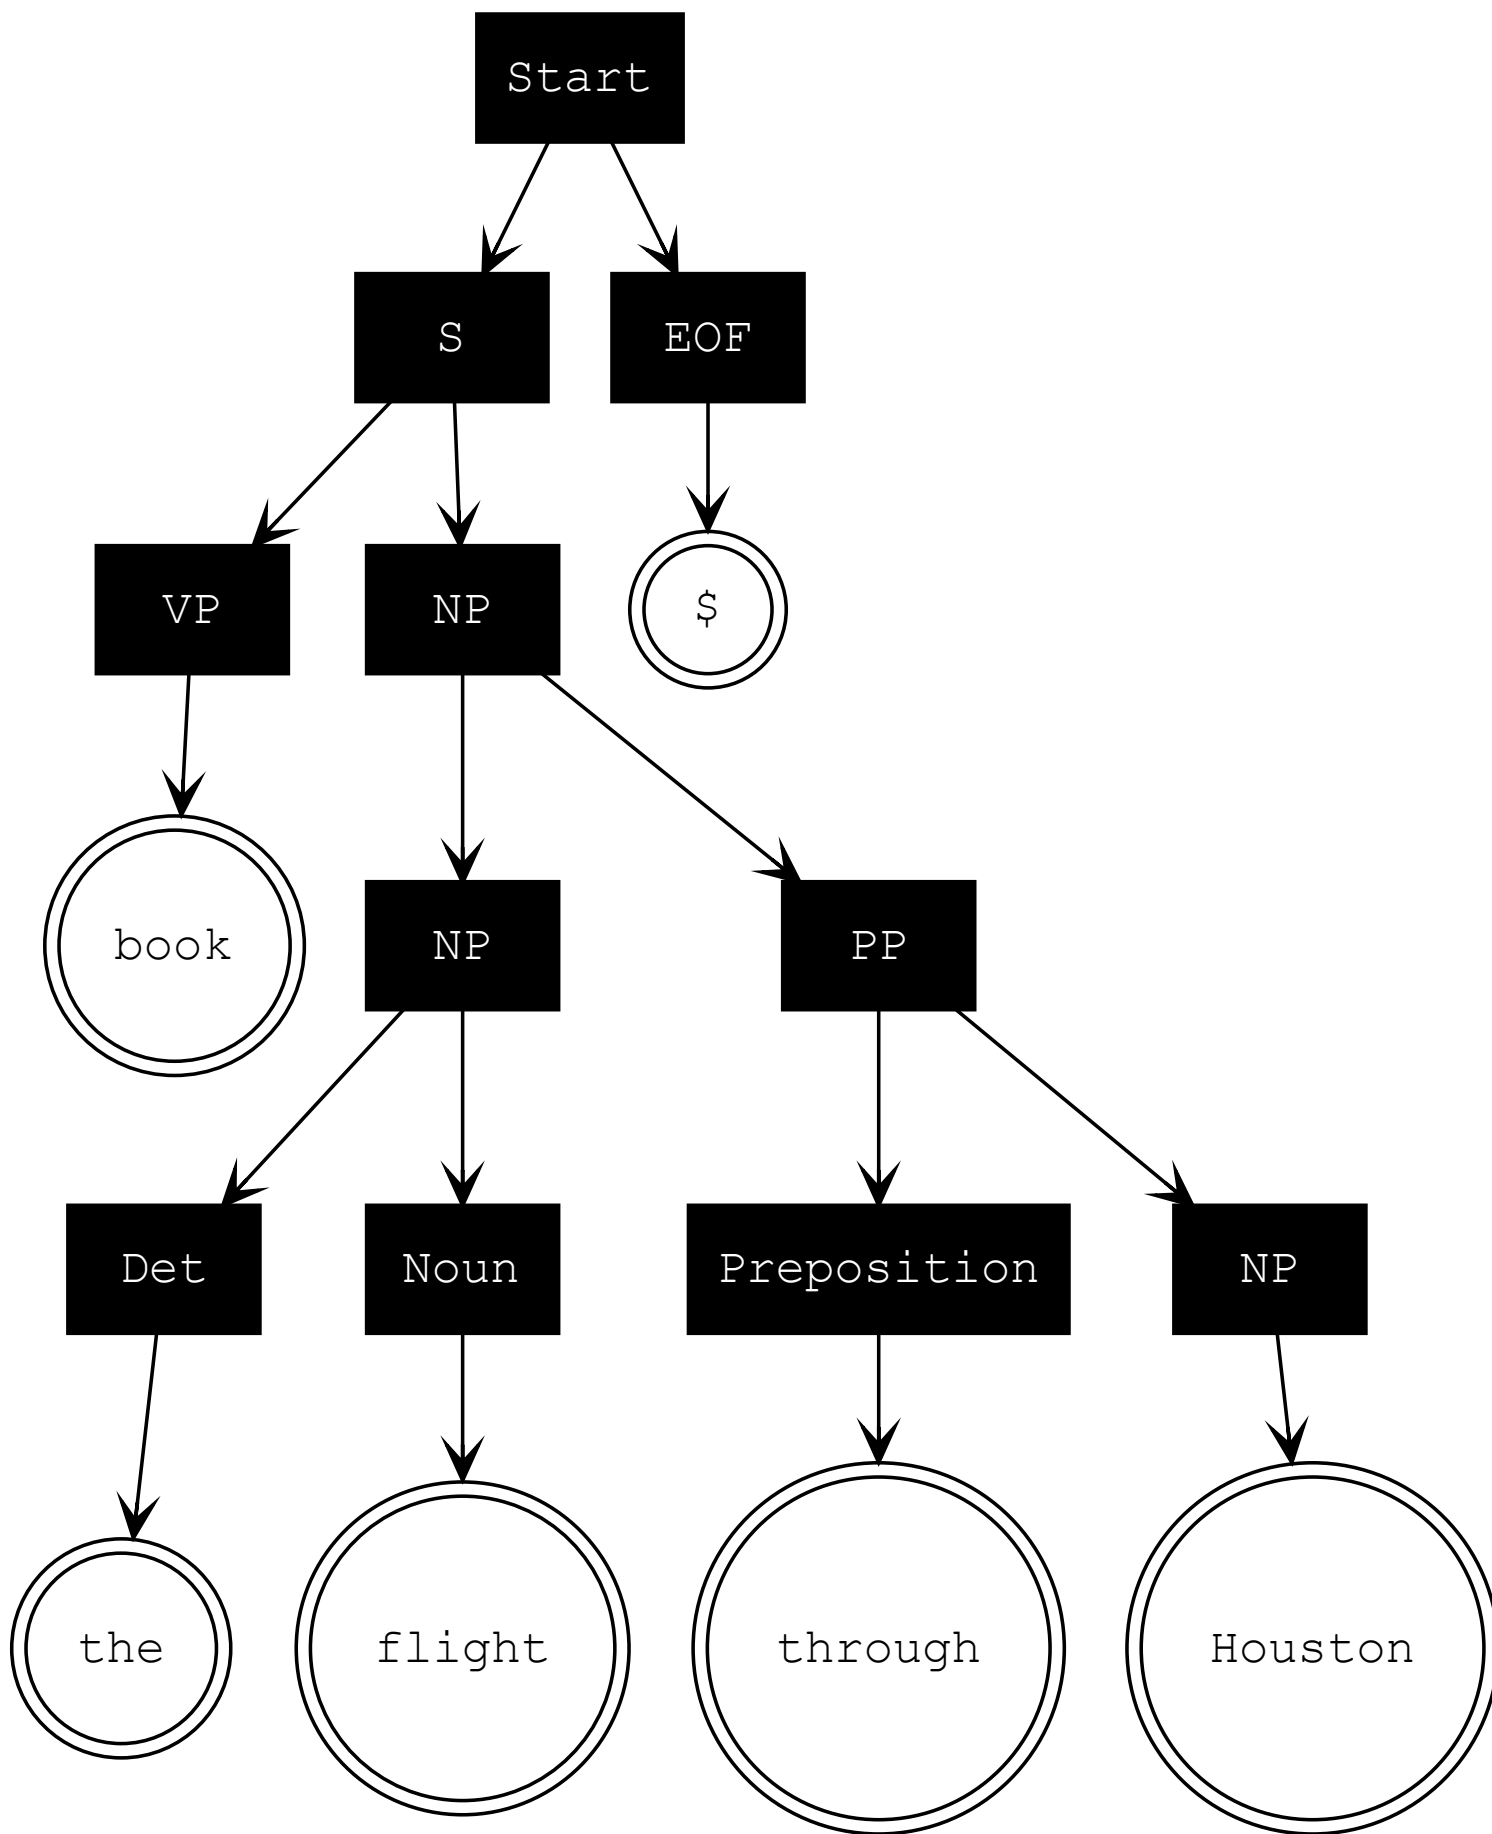 Start
S EOF
VP NP $
book NP PP
Det Noun Preposition NP
the flight through Houston